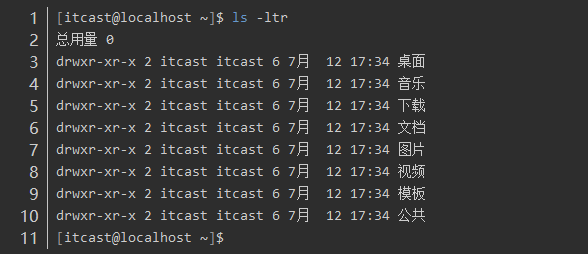 1 [itcast@localhost ~]$ ls -ltr
2 总用量 0
3 drwxr-xr-x 2 itcast itcast 6 7月  12 17:34 桌面
4 drwxr-xr-x 2 itcast itcast 6 7月  12 17:34 音乐
5 drwxr-xr-x 2 itcast itcast 6 7月  12 17:34 下载
6 drwxr-xr-x 2 itcast itcast 6 7月  12 17:34 文档
7 drwxr-xr-x 2 itcast itcast 6 7月  12 17:34 图片
8 drwxr-xr-x 2 itcast itcast 6 7月  12 17:34 视频
9 drwxr-xr-x 2 itcast itcast 6 7月  12 17:34 模板
10 drwxr-xr-x 2 itcast itcast 6 7月  12 17:34 公共
11 [itcast@localhost ~]$